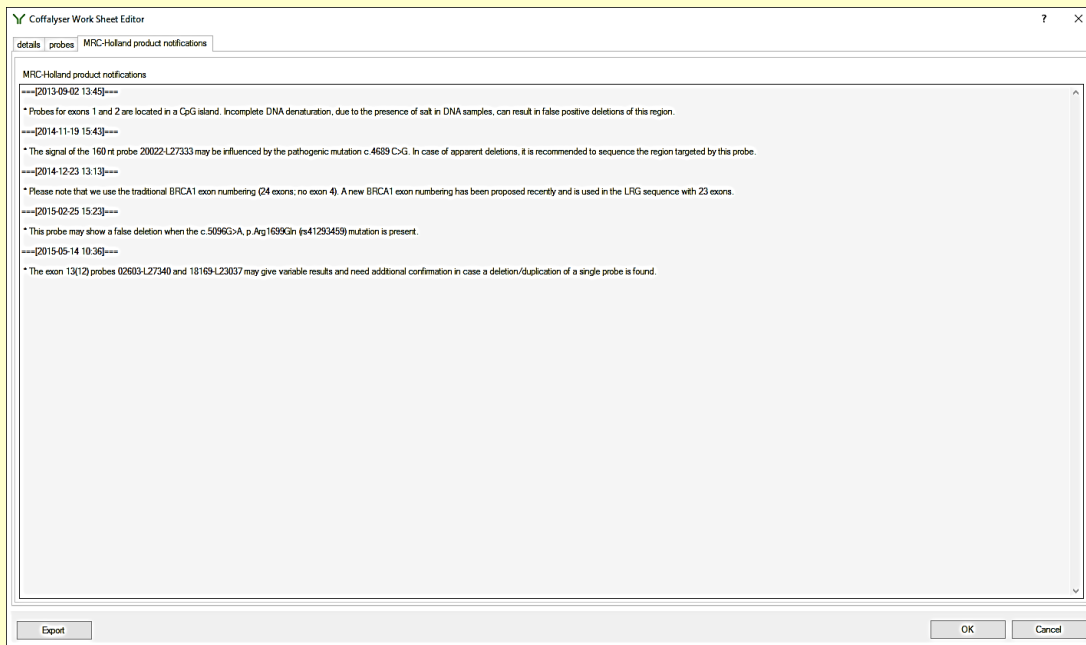 Coffalyser Work Sheet Editor ? ×
details probes MRC-Holland product notifications
MRC-Holland product notifications
===[2013-09-02 13:45]===
* Probes for exons 1 and 2 are located in a CpG island. Incomplete DNA denaturation, due to the presence of salt in DNA samples, can result in false positive deletions of this region.
===[2014-11-19 15:43]===
* The signal of the 160 nt probe 20022-L27333 may be influenced by the pathogenic mutation c.4689 C>G. In case of apparent deletions, it is recommended to sequence the region targeted by this probe.
===[2014-12-23 13:13]===
* Please note that we use the traditional BRCA1 exon numbering (24 exons; no exon 4). A new BRCA1 exon numbering has been proposed recently and is used in the LRG sequence with 23 exons.
===[2015-02-25 15:23]===
* This probe may show a false deletion when the c.5096G>A, p.Arg1699Gln (rs41293459) mutation is present.
===[2015-05-14 10:36]===
* The exon 13(12) probes 02603-L27340 and 18169-L23037 may give variable results and need additional confirmation in case a deletion/duplication of a single probe is found.
Export OK Cancel